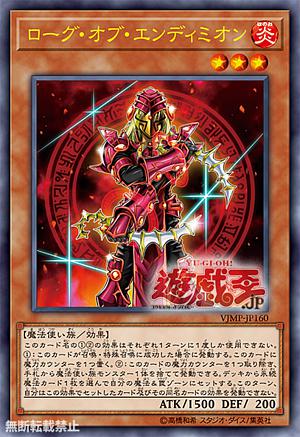 ローグ・オブ・エンディミオン
炎
ほのお
YU-GI-OH!
遊戯王
.JP
VJMP-JP160
【魔法使い族／効果】
このカード名の①②の効果はそれぞれ1ターンに1度しか使用できない。
①：このカードが召喚・特殊召喚に成功した場合に発動する。このカードに
魔力カウンターを1つ置く。②：このカードの魔力カウンターを1つ取り除き、
手札から魔法使い族モンスター1体を捨てて発動できる。デッキから永続
魔法カード1枚を選んで自分の魔法＆罠ゾーンにセットする。このターン、
自分はこの効果でセットしたカード及びその同名カードの効果を発動できない。
ATK/1500 DEF/ 200
無断転載禁止
©高橋和希 スタジオ・ダイス/集英社